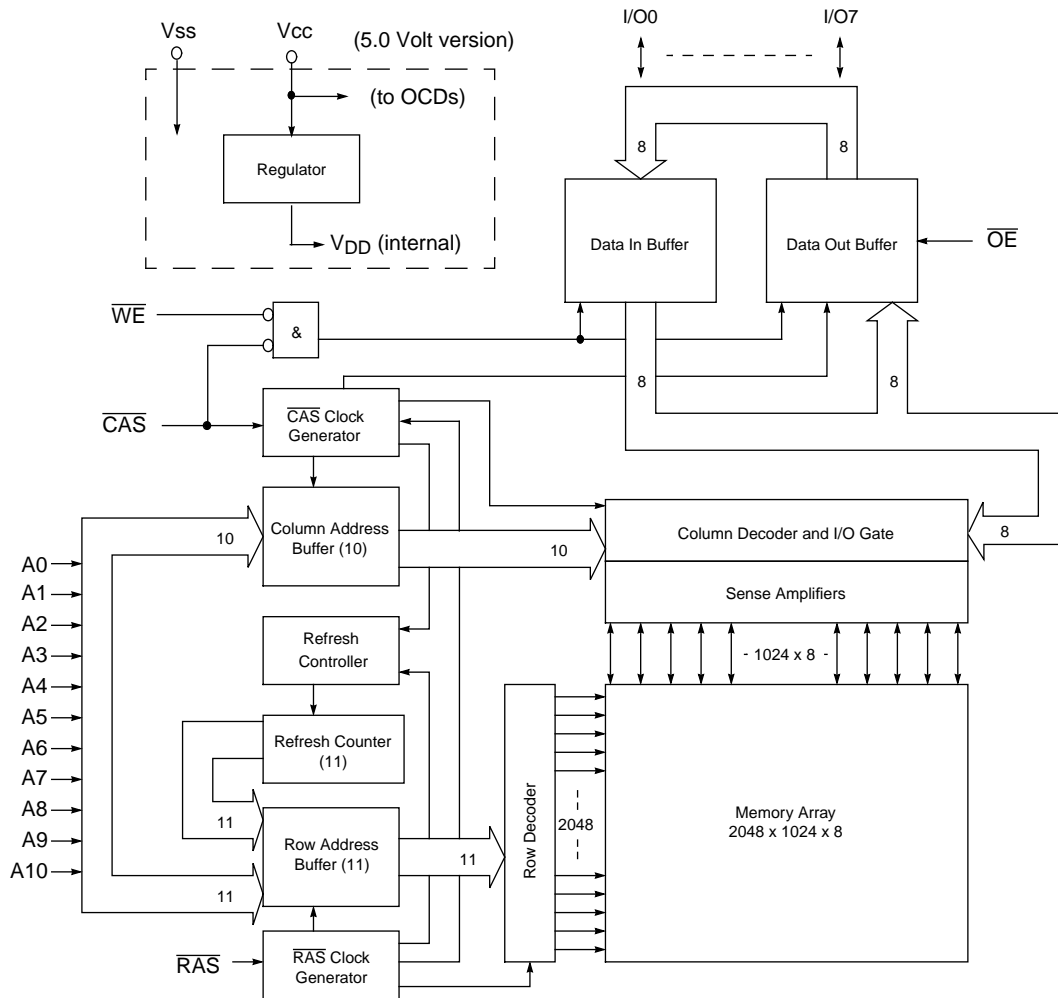 Vss
Vcc
(5.0 Volt version)
(to OCDs)
Regulator
VDD (internal)
I/O0
I/O7
8
8
Data In Buffer
Data Out Buffer
OE
WE
&
CAS
CAS Clock
Generator
8
8
Column Address
Buffer (10)
10
10
Column Decoder and I/O Gate
8
Sense Amplifiers
A0
A1
A2
A3
A4
A5
A6
A7
A8
A9
A10
Refresh
Controller
- 1024 x 8 -
Refresh Counter
(11)
11
Row Address
Buffer (11)
11
11
Row Decoder
2048
Memory Array
2048 x 1024 x 8
RAS
RAS Clock
Generator